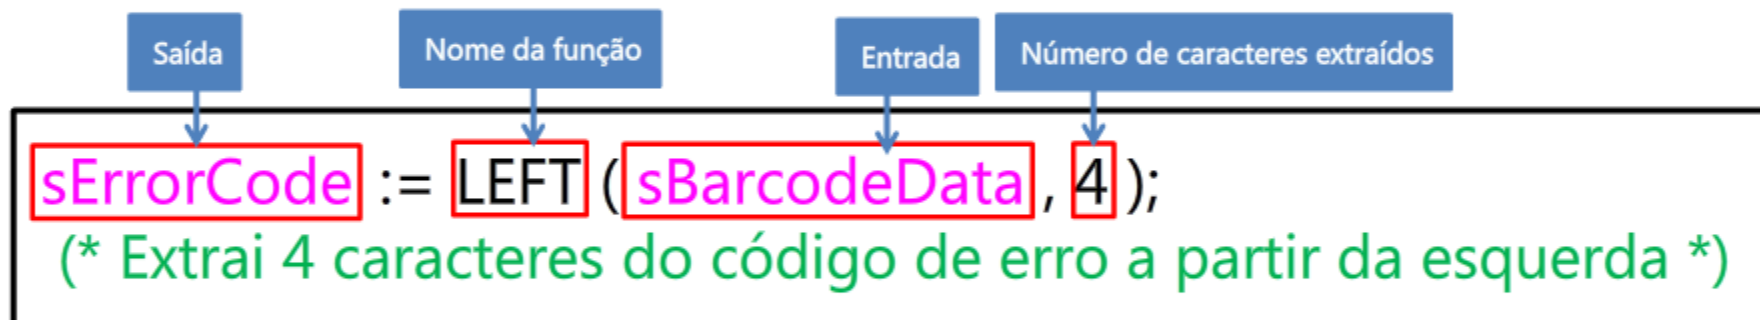 Saída
Nome da função
Entrada
Número de caracteres extraídos
sErrorCode := LEFT ( sBarcodeData , 4 );
(* Extrai 4 caracteres do código de erro a partir da esquerda *)